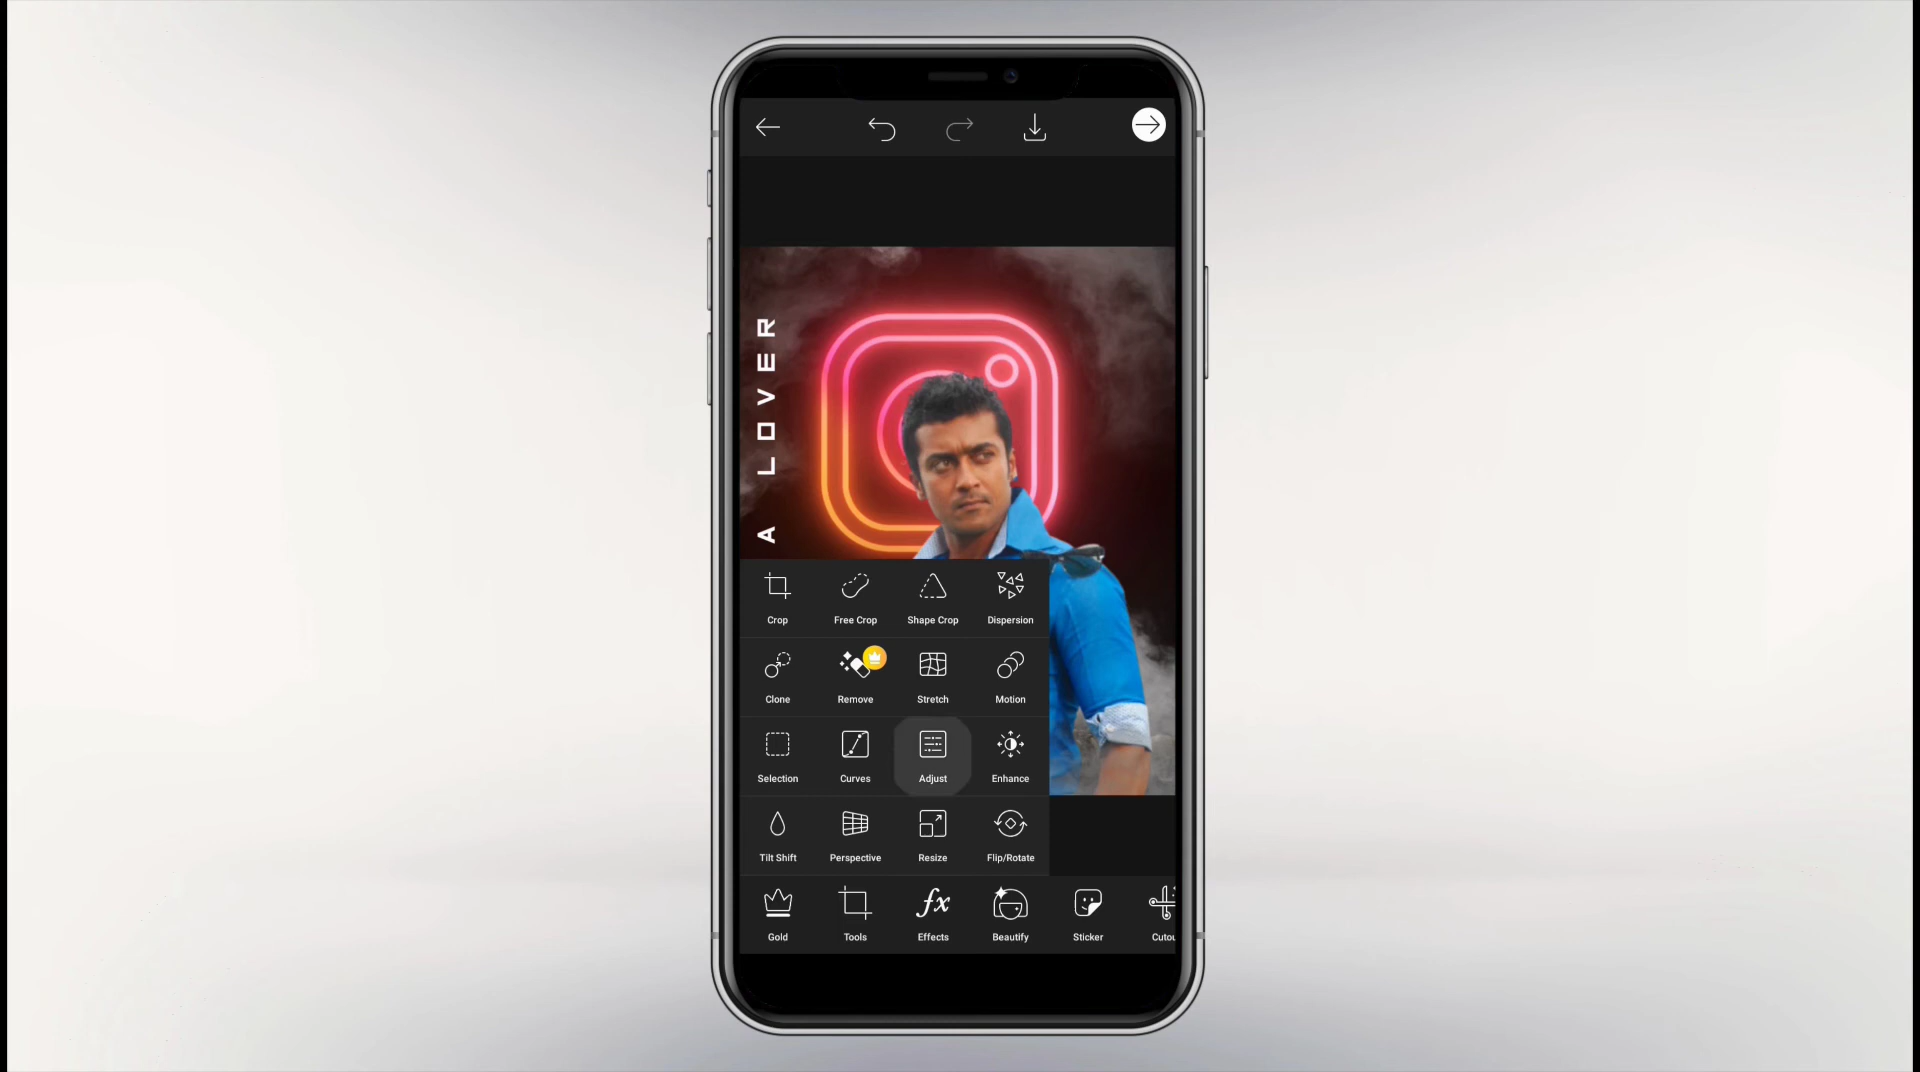 A LOVER
Crop Free Crop Shape Crop Dispersion
Clone Remove Stretch Motion
Selection Curves Adjust Enhance
Tilt Shift Perspective Resize Flip/Rotate
Gold Tools Effects Beautify Sticker Cutou